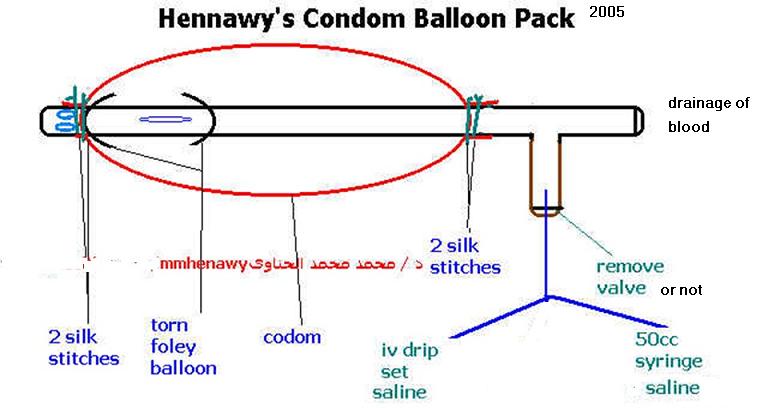 Hennawy's Condom Balloon Pack 2005
drainage of
blood
mmhenawy د / محمد محمد الحناوى
2 silk
stitches
remove
valve or not
2 silk
stitches
torn
foley
balloon
codom
iv drip
set
saline
50cc
syringe
saline